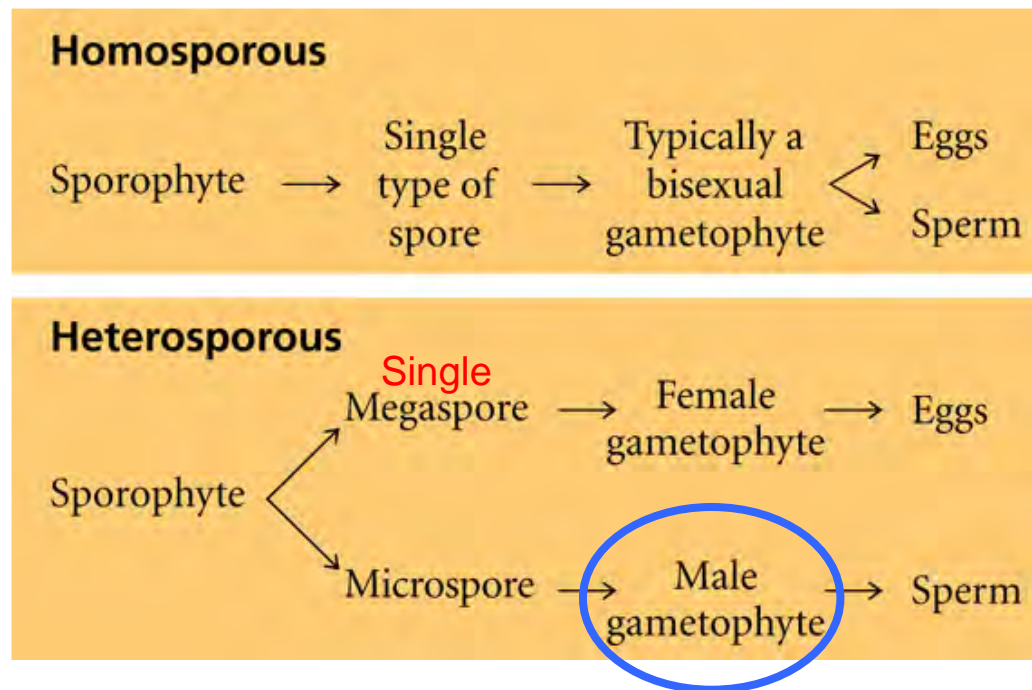 Homosporous
Single
Typically a
Eggs
Sporophyte → type of → bisexual
spore
gametophyte
Sperm
Heterosporous
Single
Megaspore → Female → Eggs
gametophyte
Sporophyte
Microspore → Male → Sperm
gametophyte